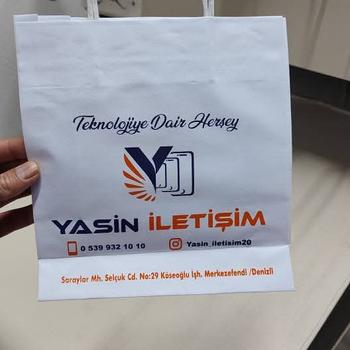 Teknolojiye Dair Herşey
YASİN İLETİŞİM
0 539 932 10 10 Yasin_iletisim20
Saraylar Mh. Selçuk Cd. No:29 Köseoğlu İşh. Merkezefendi /Denizli